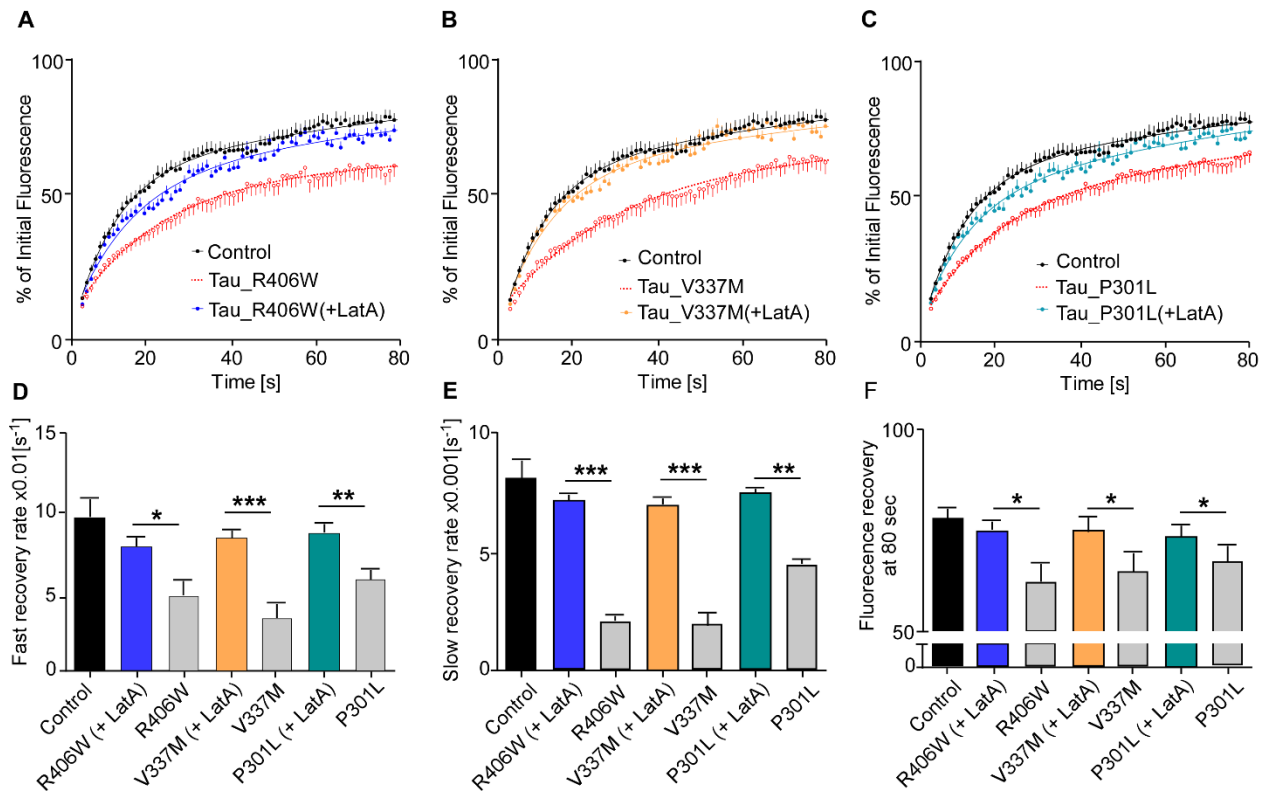 A
% of Initial Fluorescence
100
50
0
0
20
40
60
80
Time [s]
Control
Tau_R406W
Tau_R406W(+LatA)
B
% of Initial Fluorescence
100
50
0
0
20
40
60
80
Time [s]
Control
Tau_V337M
Tau_V337M(+LatA)
C
% of Initial Fluorescence
100
50
0
0
20
40
60
80
Time [s]
Control
Tau_P301L
Tau_P301L(+LatA)
D
Fast recovery rate x0.01[s-1]
15
10
5
0
*
***
**
Control
R406W (+ LatA)
R406W
V337M (+ LatA)
V337M
P301L (+ LatA)
P301L
E
Slow recovery rate x0.001[s-1]
10
5
0
***
***
**
Control
R406W (+ LatA)
R406W
V337M (+ LatA)
V337M
P301L (+ LatA)
P301L
F
Fluorecence recovery
at 80 sec
100
50
0
*
*
*
Control
R406W (+ LatA)
R406W
V337M (+ LatA)
V337M
P301L (+ LatA)
P301L